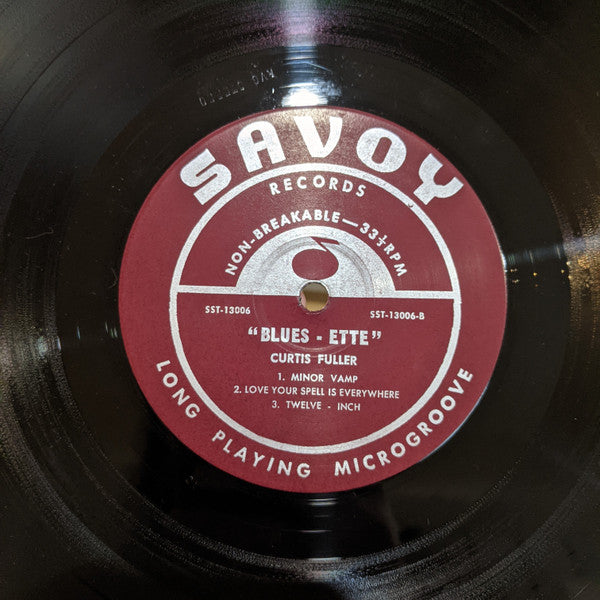 SAVOY
RECORDS
NON-BREAKABLE — 33⅓ RPM
SST-13006 SST-13006-B
"BLUES - ETTE"
CURTIS FULLER
1. MINOR VAMP
2. LOVE YOUR SPELL IS EVERYWHERE
3. TWELVE - INCH
LONG PLAYING MICROGROOVE